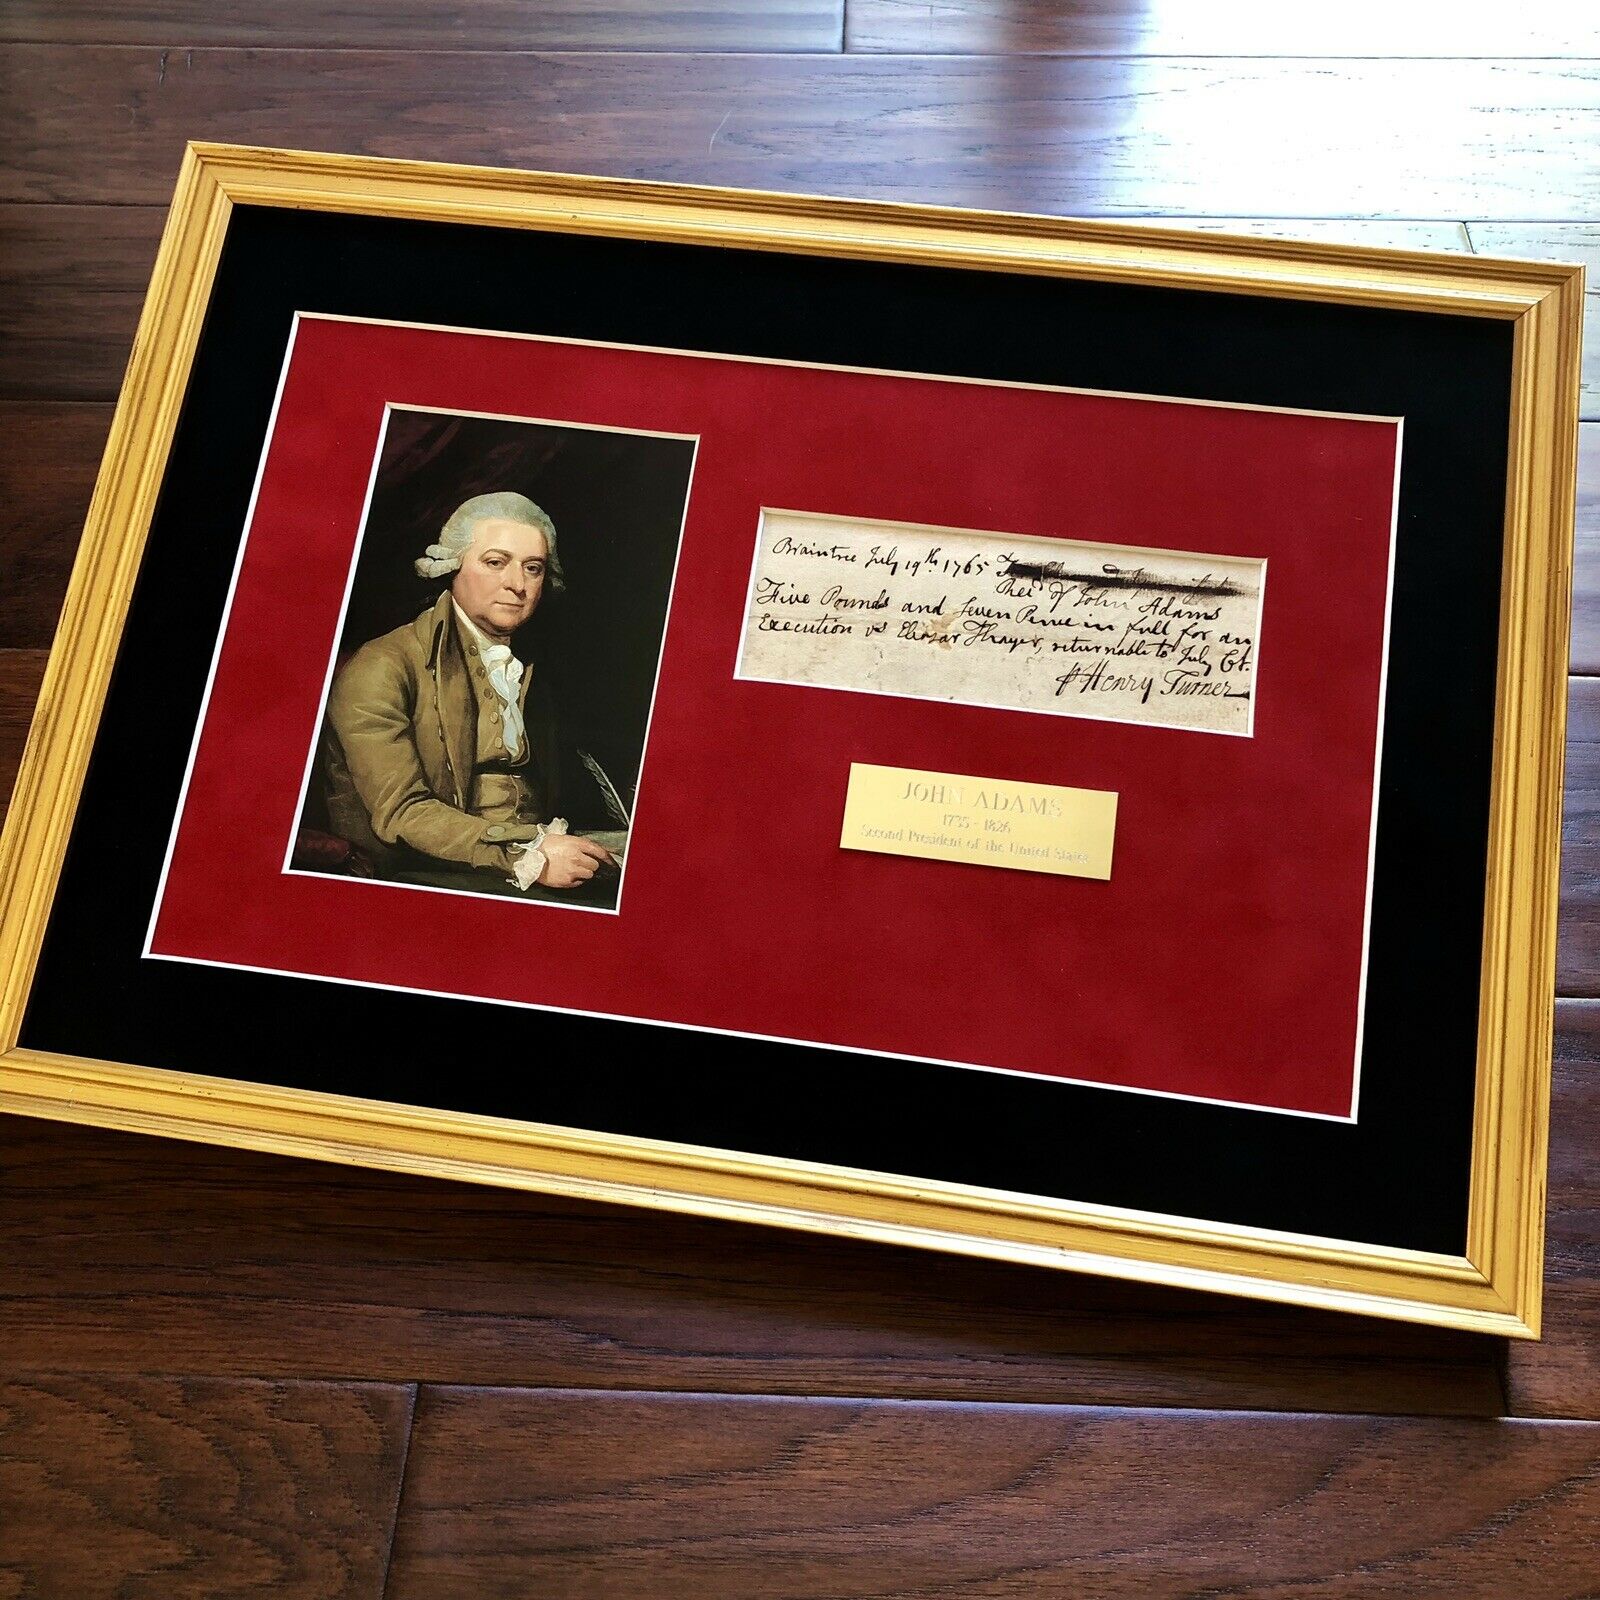 Braintree July 19th. 1765
Recd of John Adams
Five Pounds and Seven Pence in full for an
Execution vs Eleazar Thayer, returnable to July Ct.
Henry Turner
JOHN ADAMS
1735 - 1826
Second President of the United States